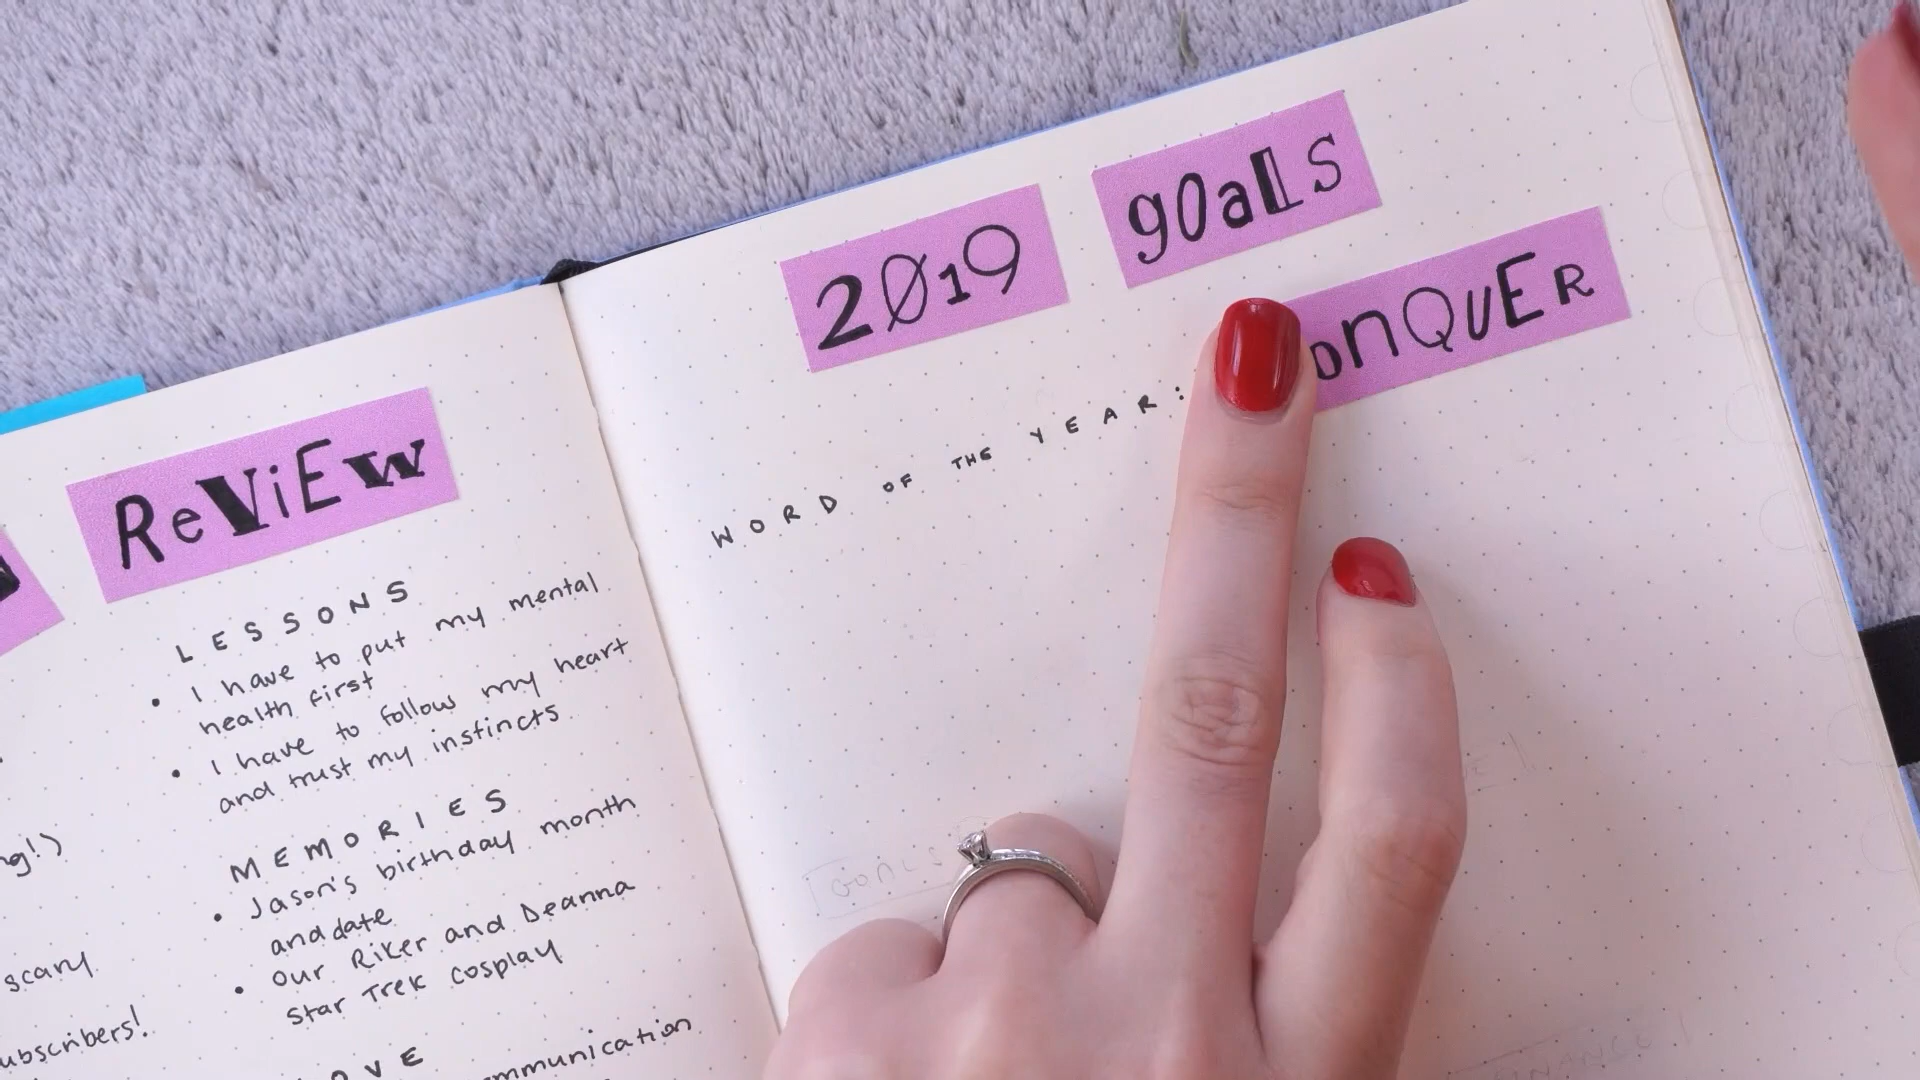 ReViEw
ng!)
scary
ubscribers!
LESSONS
• I have to put my mental
health first
• I have to follow my heart
and trust my instincts
MEMORIES
• Jason's birthday month
and date
• Our Riker and Deanna
Star Trek cosplay
OVE
mmunication
2019 goals
WORD OF THE YEAR:
onQUER
GOALS